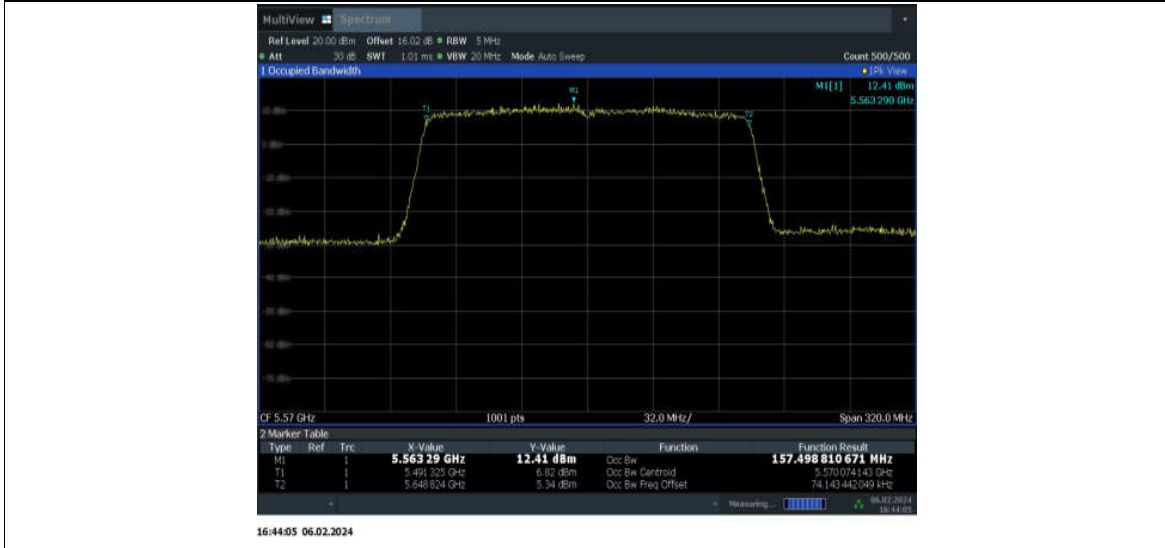 MultiView Spectrum
Ref Level 20.00 dBm Offset 16.02 dB RBW 5 MHz
Att 30 dB SWT 1.01 ms VBW 20 MHz Mode Auto Sweep Count 500/500
1 Occupied Bandwidth 1Pk View
M1[1] 12.41 dBm
5.563290 GHz
M1
T1
T2
CF 5.57 GHz 1001 pts 32.0 MHz/ Span 320.0 MHz
2 Marker Table
Type Ref Trc X-Value Y-Value Function Function Result
M1 1 5.563 29 GHz 12.41 dBm Occ Bw 157.498 810 671 MHz
T1 1 5.491 325 GHz 6.82 dBm Occ Bw Centroid 5.570 074 143 GHz
T2 1 5.648 824 GHz 5.34 dBm Occ Bw Freq Offset 74.143 442 049 kHz
Measuring... 06.02.2024
16:44:05
16:44:05 06.02.2024